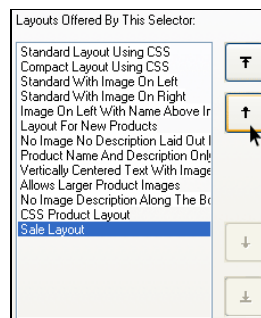 Layouts Offered By This Selector:
Standard Layout Using CSS
Compact Layout Using CSS
Standard With Image On Left
Standard With Image On Right
Image On Left With Name Above
Layout For New Products
No Image No Description Laid Out
Product Name And Description Only
Vertically Centered Text With Image
Allows Larger Product Images
No Image Description Along The
CSS Product Layout
Sale Layout